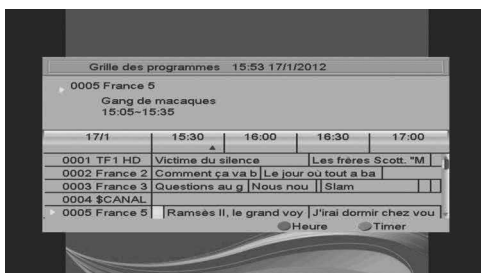 Grille des programmes 15:53 17/1/2012
0005 France 5
Gang de macaques
15:05~15:35
17/1 15:30 16:00 16:30 17:00
0001 TF1 HD Victime du silence Les frères Scott. "M
0002 France 2 Comment ça va b Le jour où tout a ba
0003 France 3 Questions au g Nous nou Slam
0004 $CANAL
0005 France 5 Ramsès II, le grand voy J'irai dormir chez vou
Heure Timer